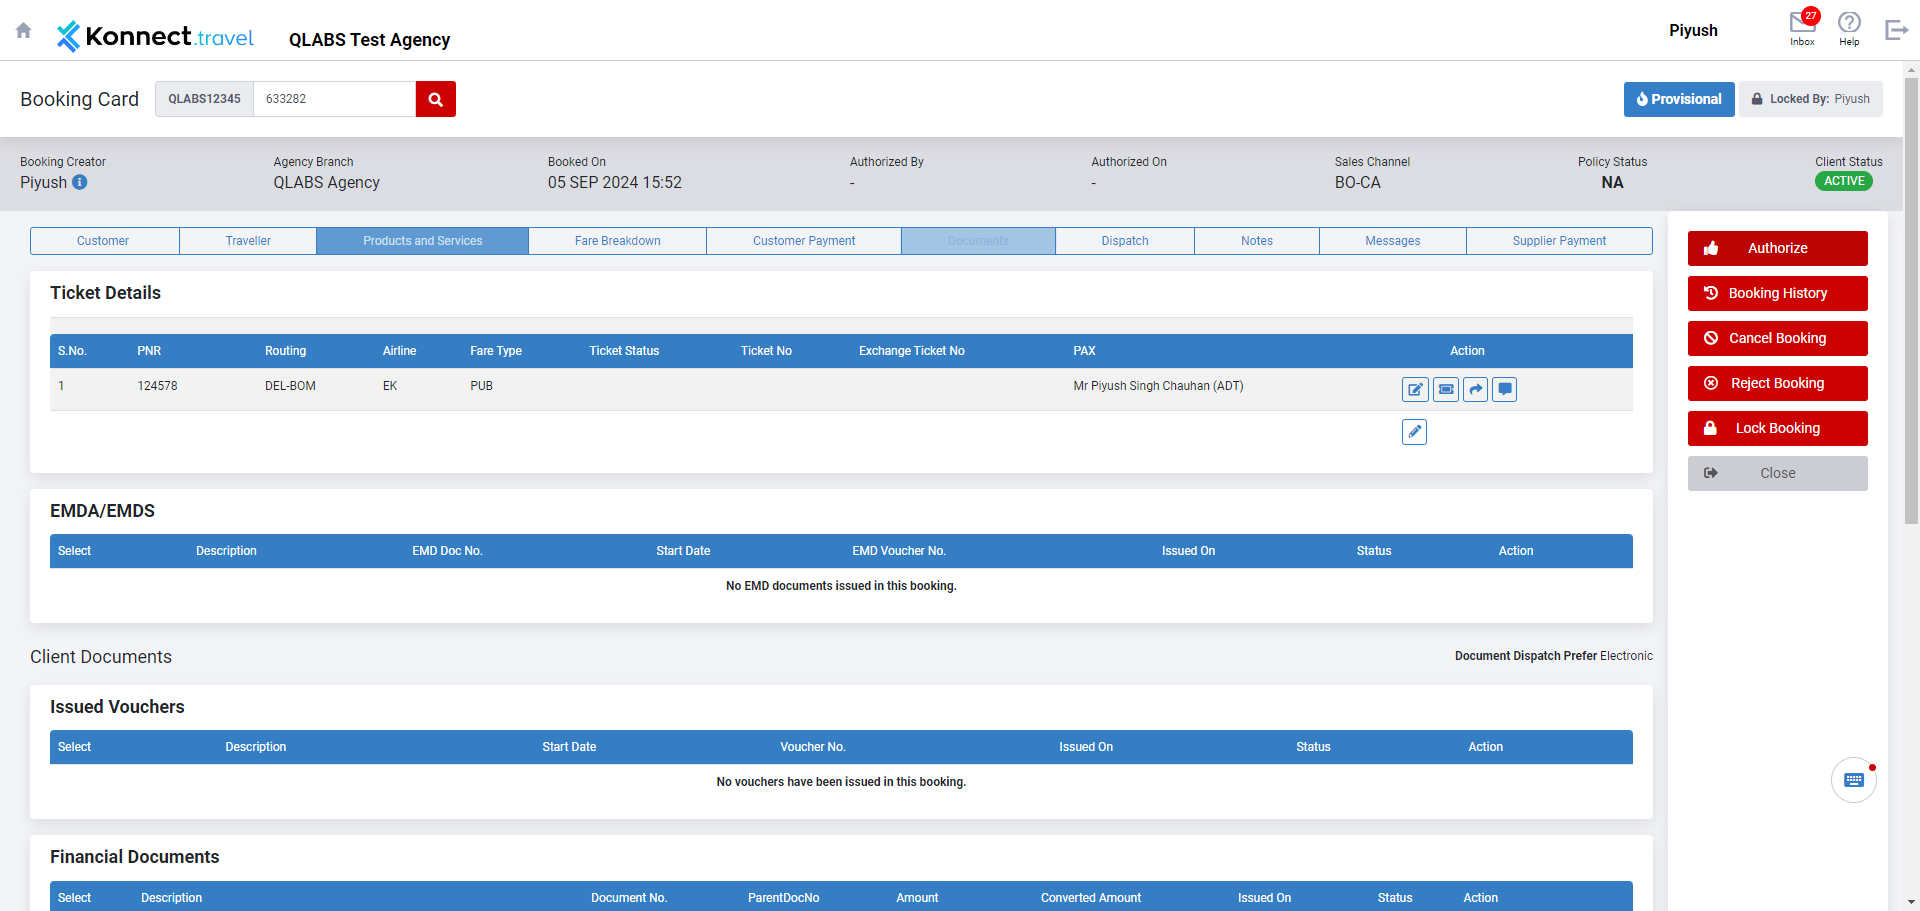 Konnect.travel
QLABS Test Agency
Piyush
27
Inbox
Help
Booking Card
QLABS12345
633282
Provisional
Locked By: Piyush
Booking Creator
Piyush
Agency Branch
QLABS Agency
Booked On
05 SEP 2024 15:52
Authorized By
-
Authorized On
-
Sales Channel
BO-CA
Policy Status
NA
Client Status
ACTIVE
Customer
Traveller
Products and Services
Fare Breakdown
Customer Payment
Documents
Dispatch
Notes
Messages
Supplier Payment
Authorize
Booking History
Cancel Booking
Reject Booking
Lock Booking
Close
Ticket Details
S.No. PNR Routing Airline Fare Type Ticket Status Ticket No Exchange Ticket No PAX Action
1 124578 DEL-BOM EK PUB Mr Piyush Singh Chauhan (ADT)
EMDA/EMDS
Select Description EMD Doc No. Start Date EMD Voucher No. Issued On Status Action
No EMD documents issued in this booking.
Client Documents
Document Dispatch Prefer Electronic
Issued Vouchers
Select Description Start Date Voucher No. Issued On Status Action
No vouchers have been issued in this booking.
Financial Documents
Select Description Document No. ParentDocNo Amount Converted Amount Issued On Status Action